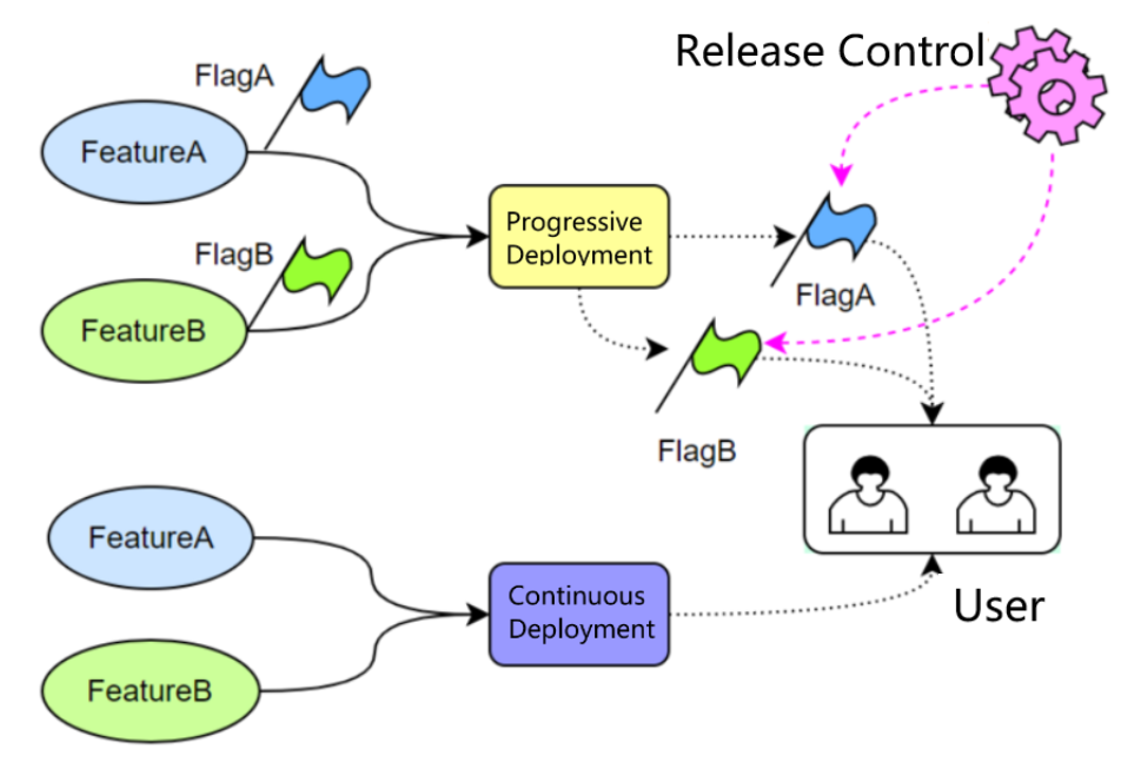 Release Control
FlagA
FeatureA
Progressive
Deployment
FlagB
FlagA
FeatureB
FlagB
FeatureA
Continuous
Deployment
User
FeatureB